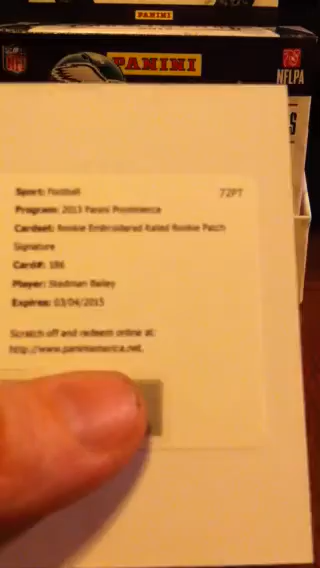 PANINI
NFL
PANINI
NFLPA
S
Sport: Football
72PT
Program: 2013 Panini Prominence
Cardset: Rookie Embroidered Rated Rookie Patch
Signature
Card#: 186
Player: Stedman Bailey
Expires: 03/04/2015
Scratch off and redeem online at:
http://www.paniniamerica.net.